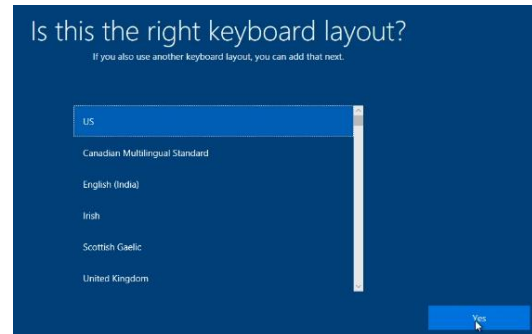 Is this the right keyboard layout?
If you also use another keyboard layout, you can add that next.
US
Canadian Multilingual Standard
English (India)
Irish
Scottish Gaelic
United Kingdom
Yes